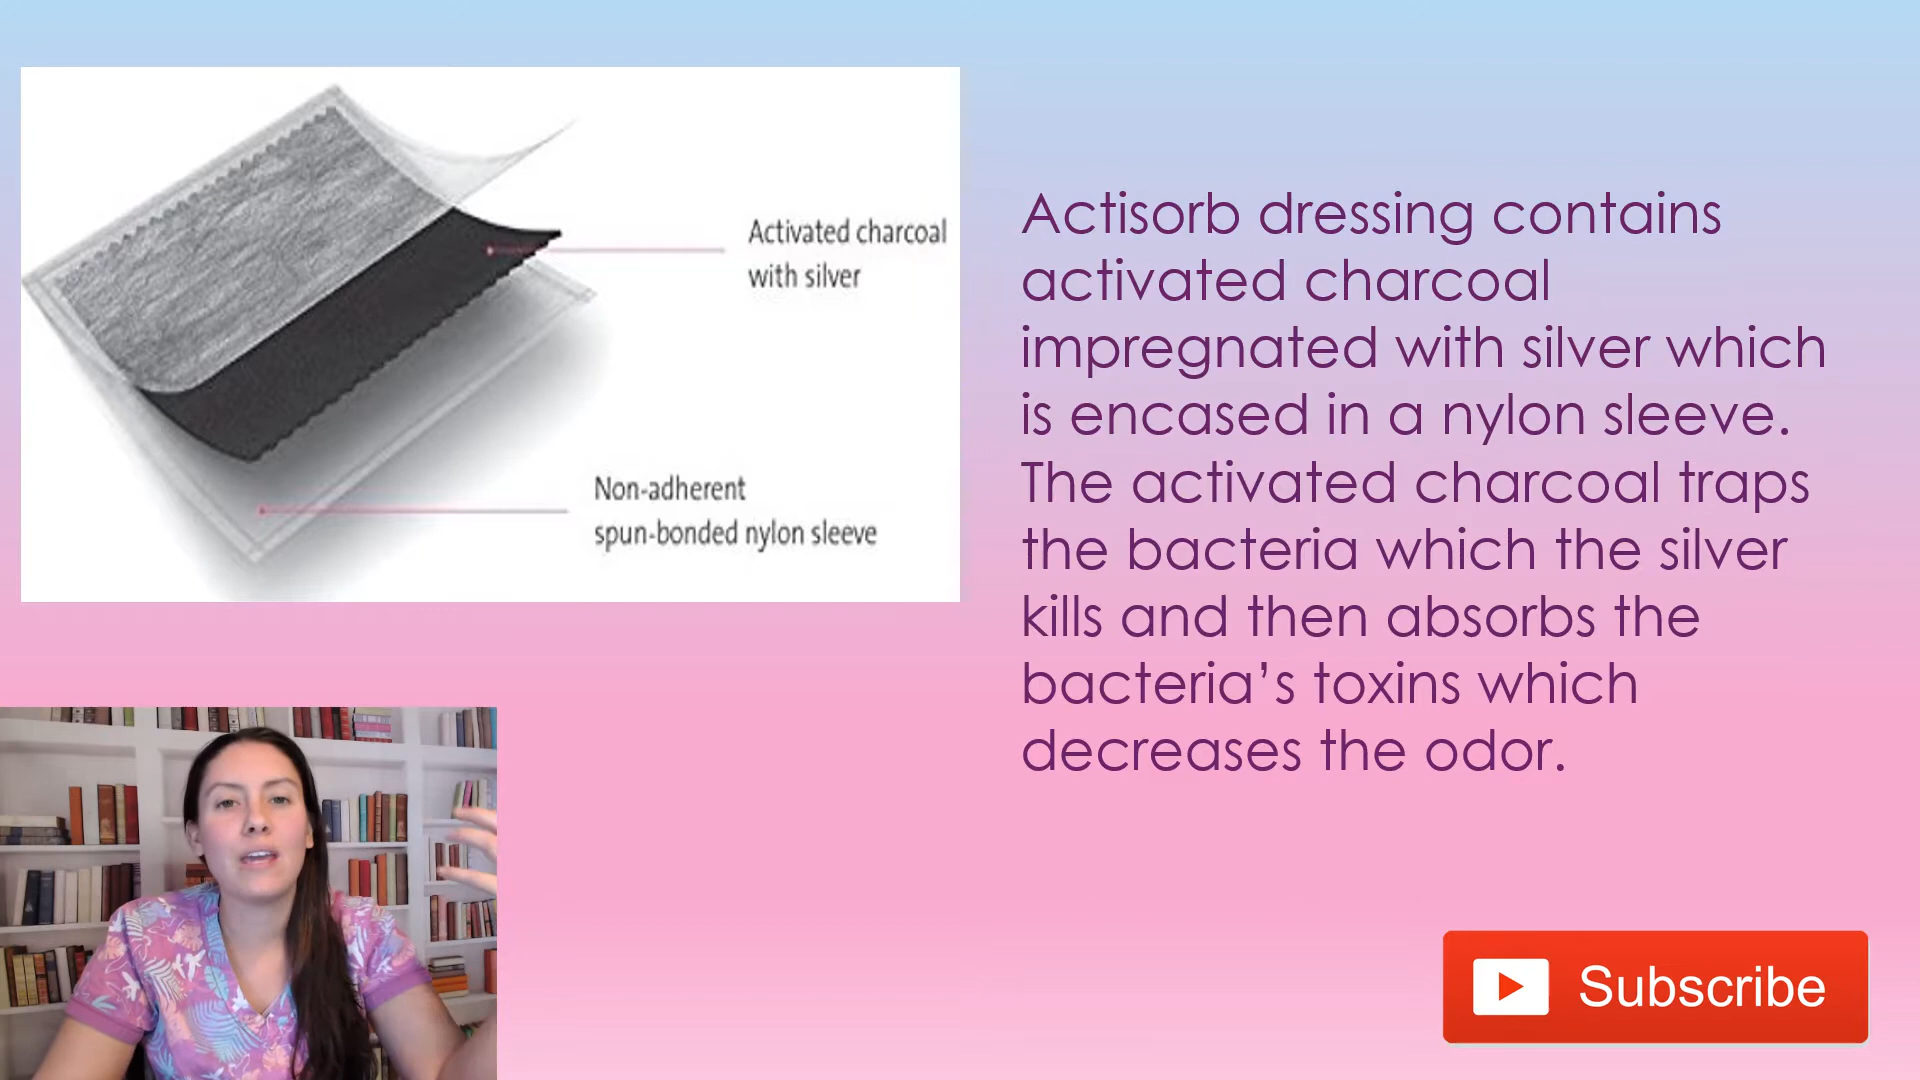 Activated charcoal
with silver
Non-adherent
spun-bonded nylon sleeve
Actisorb dressing contains
activated charcoal
impregnated with silver which
is encased in a nylon sleeve.
The activated charcoal traps
the bacteria which the silver
kills and then absorbs the
bacteria’s toxins which
decreases the odor.
Subscribe